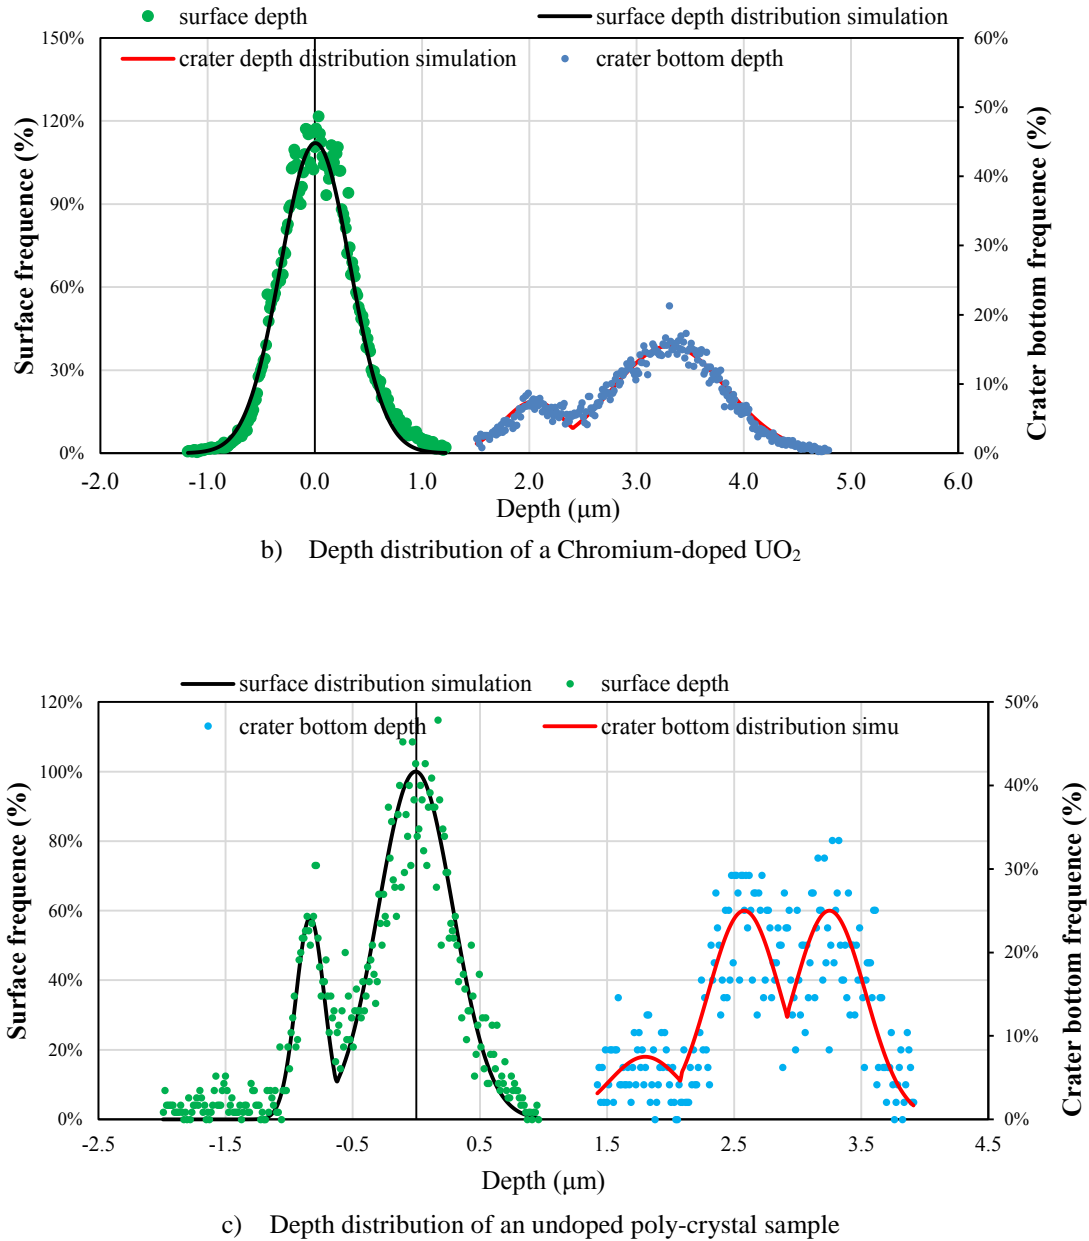 surface depth surface depth distribution simulation
150% 60%
crater depth distribution simulation crater bottom depth
50%
120%
40%
90%
30%
60%
20%
30%
10%
0% 0%
Surface frequence (%)
Crater bottom frequence (%)
-2.0 -1.0 0.0 1.0 2.0 3.0 4.0 5.0 6.0
Depth (μm)
b) Depth distribution of a Chromium-doped UO₂
surface distribution simulation surface depth
120% 50%
crater bottom depth crater bottom distribution simu
100%
40%
80%
30%
60%
20%
40%
10%
20%
0% 0%
Surface frequence (%)
Crater bottom frequence (%)
-2.5 -1.5 -0.5 0.5 1.5 2.5 3.5 4.5
Depth (μm)
c) Depth distribution of an undoped poly-crystal sample